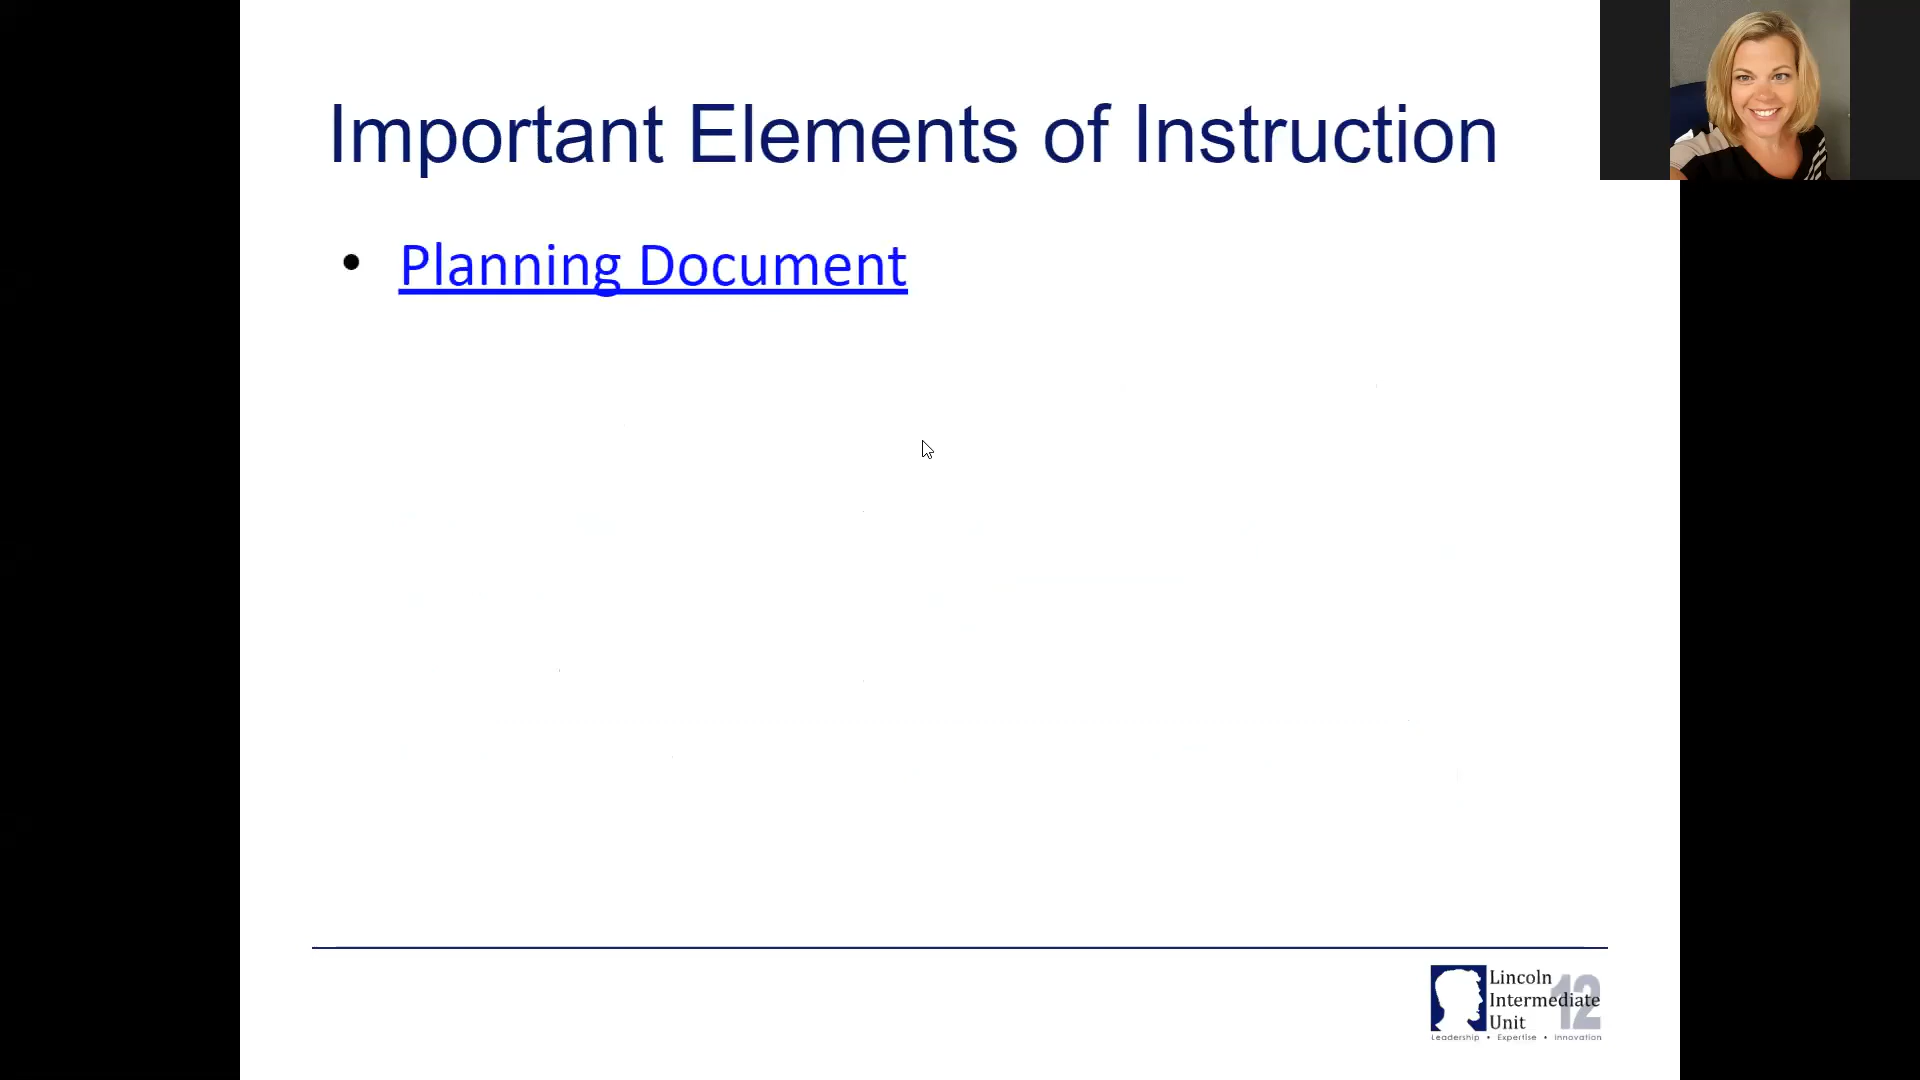 Important Elements of Instruction
• Planning Document
Lincoln
Intermediate
Unit
12
Leadership • Expertise • Innovation